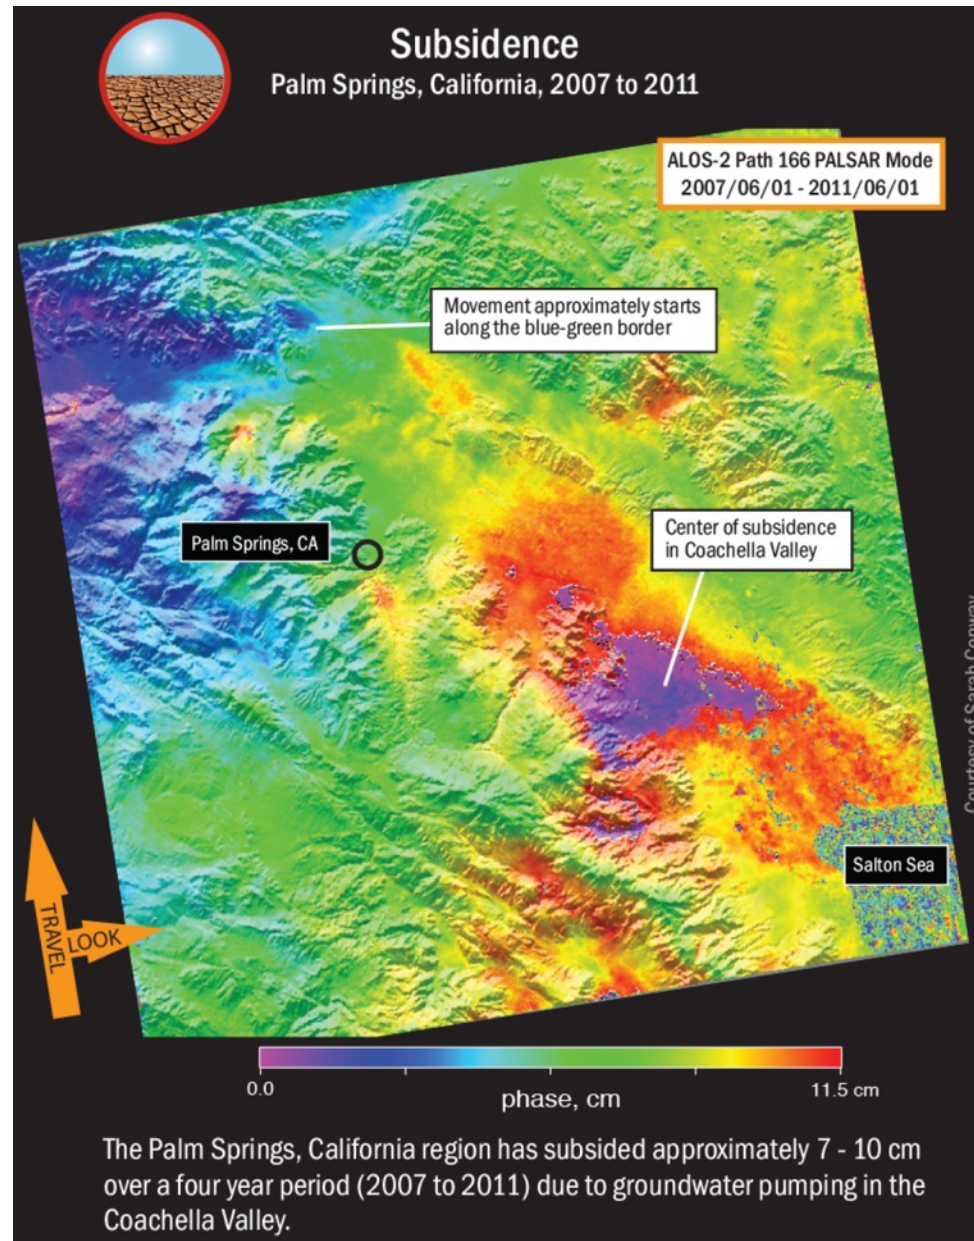 Subsidence
Palm Springs, California, 2007 to 2011
ALOS-2 Path 166 PALSAR Mode
2007/06/01 - 2011/06/01
Movement approximately starts
along the blue-green border
Center of subsidence
in Coachella Valley
Palm Springs, CA
Courtesy of Sarah Conway
Salton Sea
TRAVEL
LOOK
0.0
11.5 cm
phase, cm
The Palm Springs, California region has subsided approximately 7 - 10 cm
over a four year period (2007 to 2011) due to groundwater pumping in the
Coachella Valley.